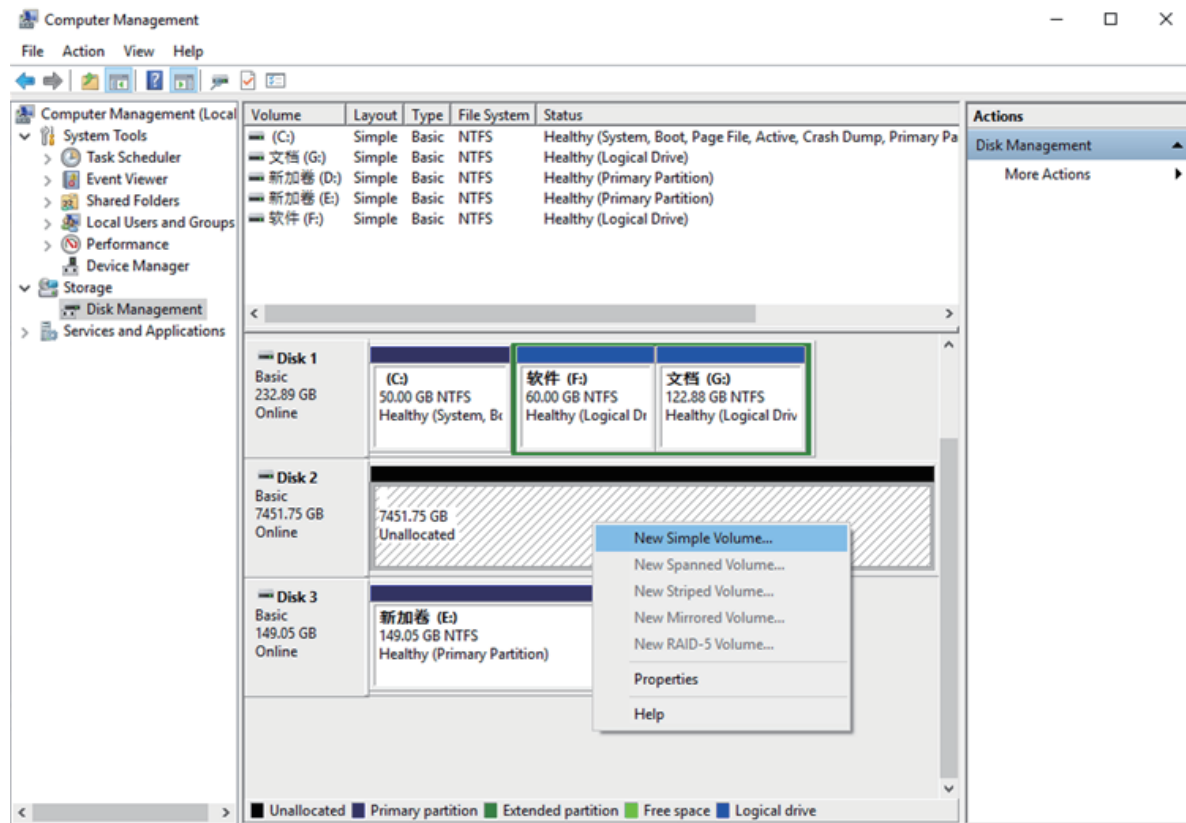 Computer Management
File Action View Help
Computer Management (Local
System Tools
Task Scheduler
Event Viewer
Shared Folders
Local Users and Groups
Performance
Device Manager
Storage
Disk Management
Services and Applications
Volume Layout Type File System Status
(C:) Simple Basic NTFS Healthy (System, Boot, Page File, Active, Crash Dump, Primary Pa
文档 (G:) Simple Basic NTFS Healthy (Logical Drive)
新加卷 (D:) Simple Basic NTFS Healthy (Primary Partition)
新加卷 (E:) Simple Basic NTFS Healthy (Primary Partition)
软件 (F:) Simple Basic NTFS Healthy (Logical Drive)
Disk 1
Basic
232.89 GB
Online
(C:)
50.00 GB NTFS
Healthy (System, Bo
软件 (F:)
60.00 GB NTFS
Healthy (Logical Dr
文档 (G:)
122.88 GB NTFS
Healthy (Logical Driv
Disk 2
Basic
7451.75 GB
Online
7451.75 GB
Unallocated
New Simple Volume...
New Spanned Volume...
New Striped Volume...
New Mirrored Volume...
New RAID-5 Volume...
Properties
Help
Disk 3
Basic
149.05 GB
Online
新加卷 (E:)
149.05 GB NTFS
Healthy (Primary Partition)
Unallocated Primary partition Extended partition Free space Logical drive
Actions
Disk Management
More Actions